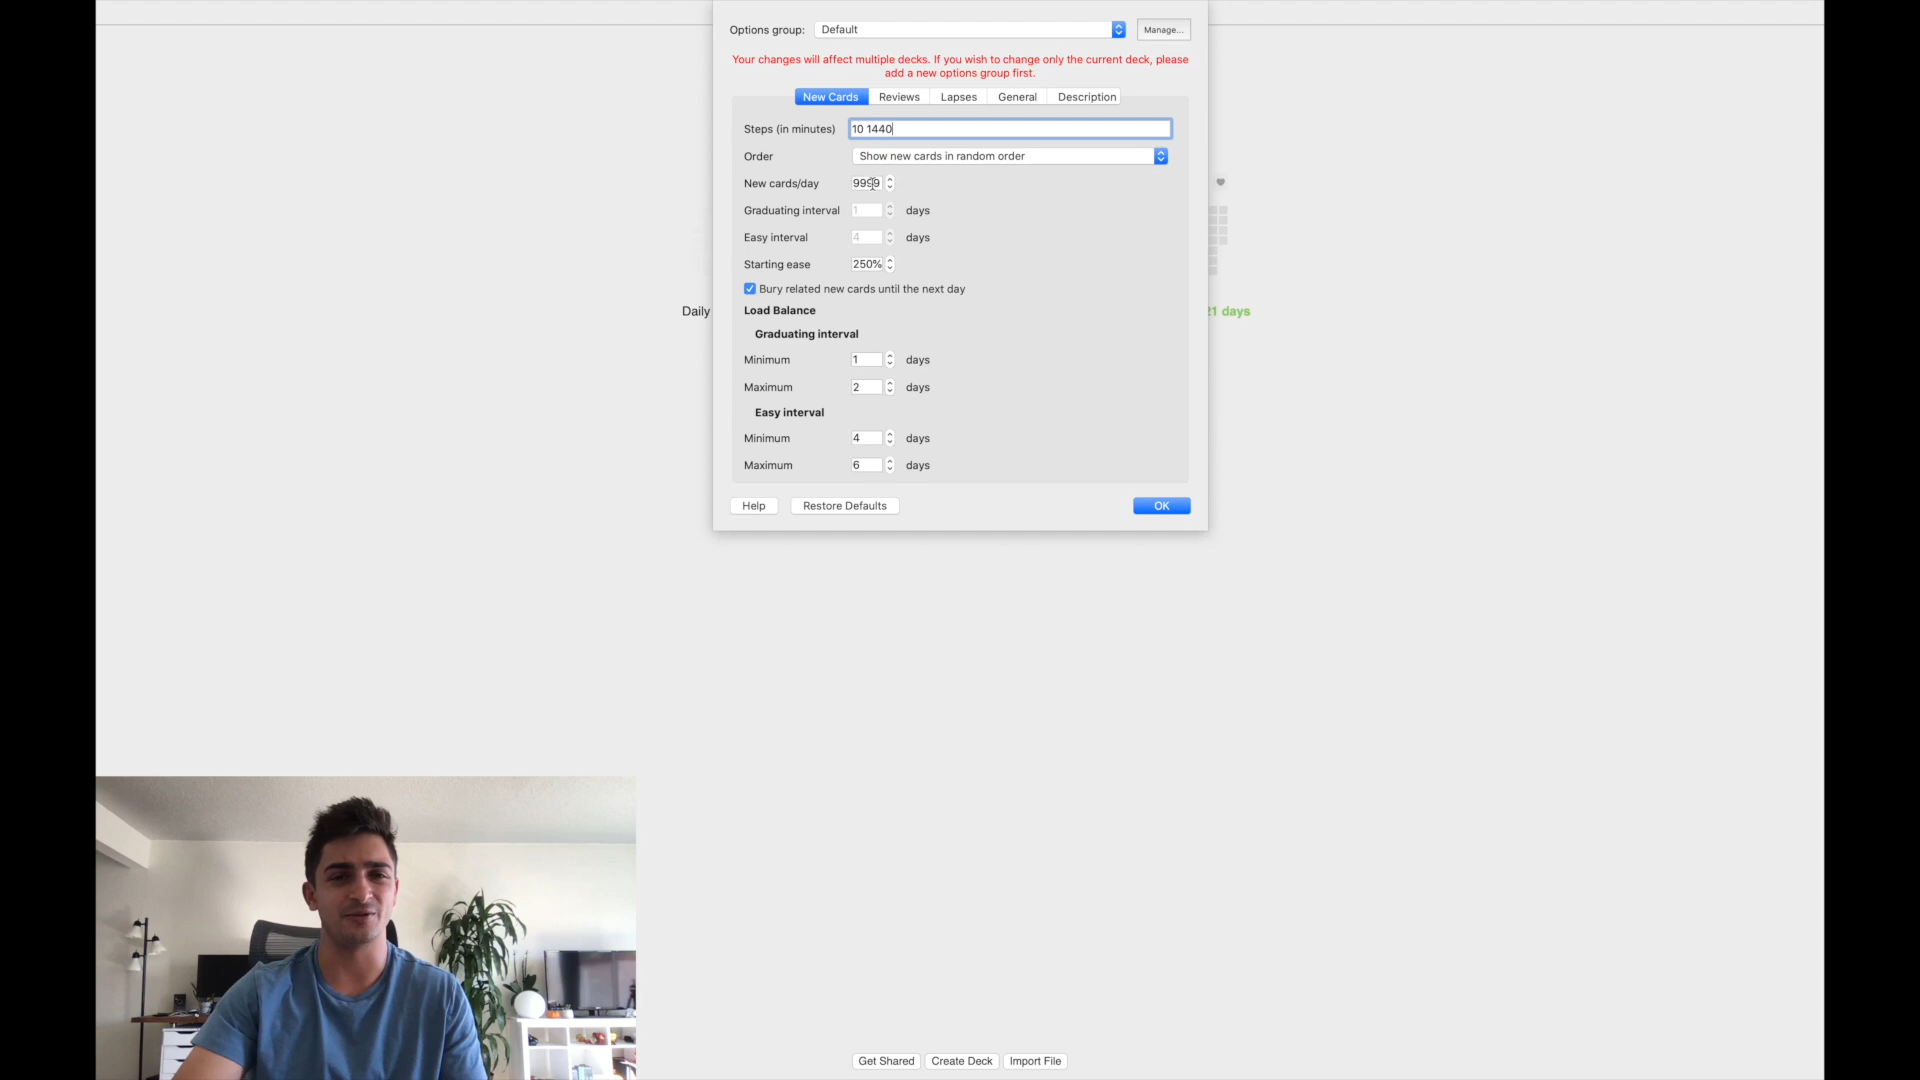 Options group: Default Manage...
Your changes will affect multiple decks. If you wish to change only the current deck, please
add a new options group first.
New Cards Reviews Lapses General Description
Steps (in minutes) 10 1440
Order Show new cards in random order
New cards/day 9999
Graduating interval 1 days
Easy interval 4 days
Starting ease 250%
Bury related new cards until the next day
Load Balance
Daily
21 days
Graduating interval
Minimum 1 days
Maximum 2 days
Easy interval
Minimum 4 days
Maximum 6 days
Help Restore Defaults OK
Get Shared Create Deck Import File